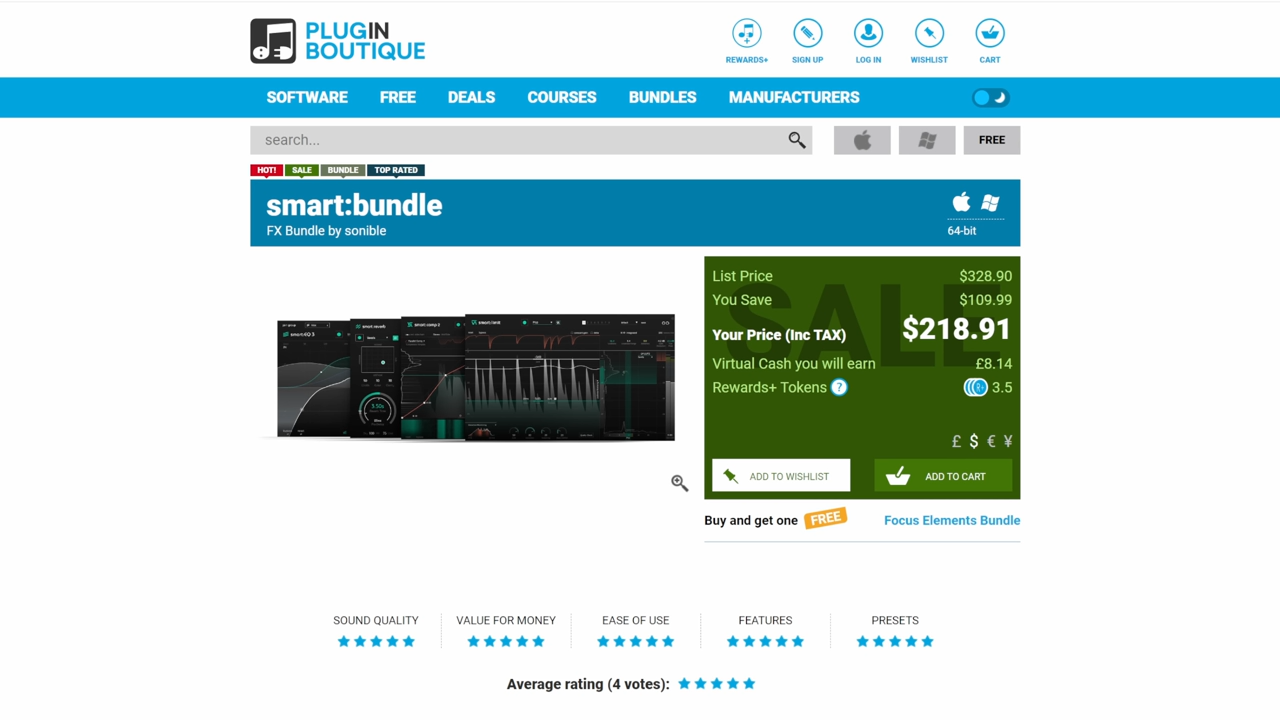 PLUGIN
BOUTIQUE
REWARDS+
SIGN UP
LOG IN
WISHLIST
CART
SOFTWARE
FREE
DEALS
COURSES
BUNDLES
MANUFACTURERS
search...
FREE
HOT!
SALE
BUNDLE
TOP RATED
smart:bundle
FX Bundle by sonible
64-bit
SALE
List Price $328.90
You Save $109.99
Your Price (Inc TAX) $218.91
Virtual Cash you will earn £8.14
Rewards+ Tokens ? 3.5
£ $ € ¥
ADD TO WISHLIST
ADD TO CART
Buy and get one FREE Focus Elements Bundle
SOUND QUALITY
VALUE FOR MONEY
EASE OF USE
FEATURES
PRESETS
Average rating (4 votes):